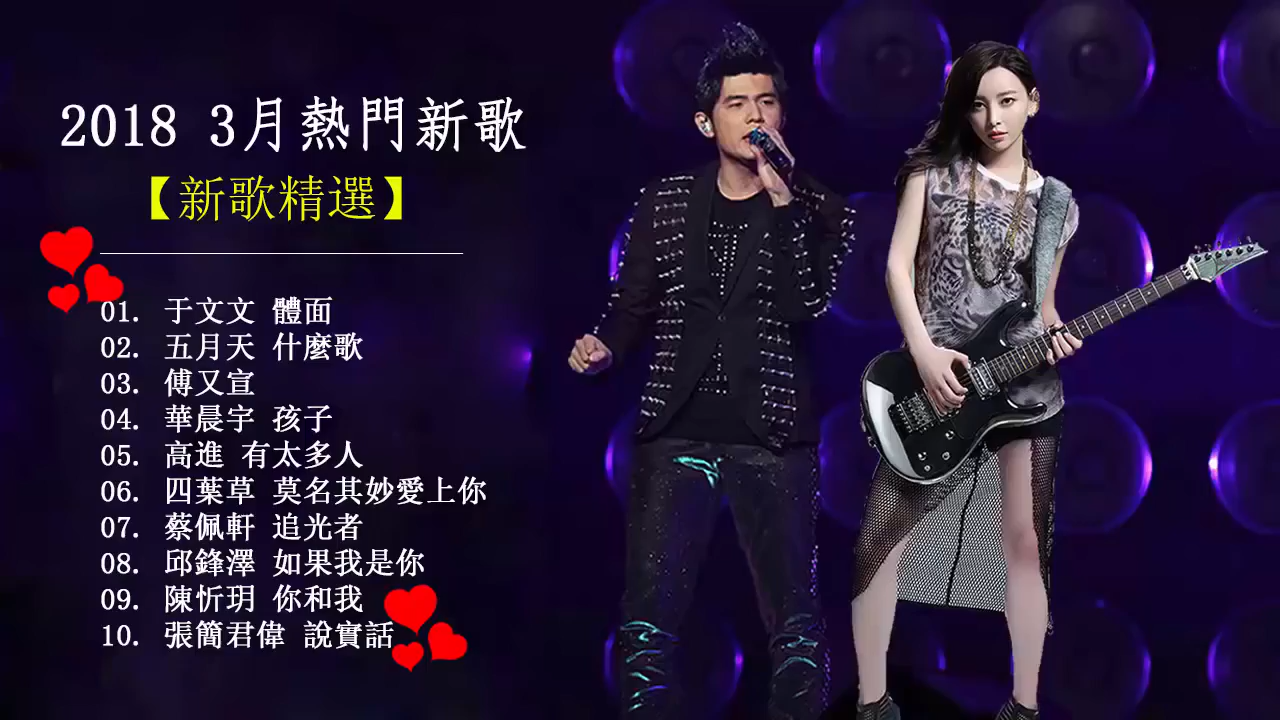 2018 3月熱門新歌
【新歌精選】
01. 于文文 體面
02. 五月天 什麼歌
03. 傅又宣
04. 華晨宇 孩子
05. 高進 有太多人
06. 四葉草 莫名其妙愛上你
07. 蔡佩軒 追光者
08. 邱鋒澤 如果我是你
09. 陳忻玥 你和我
10. 張簡君偉 說實話